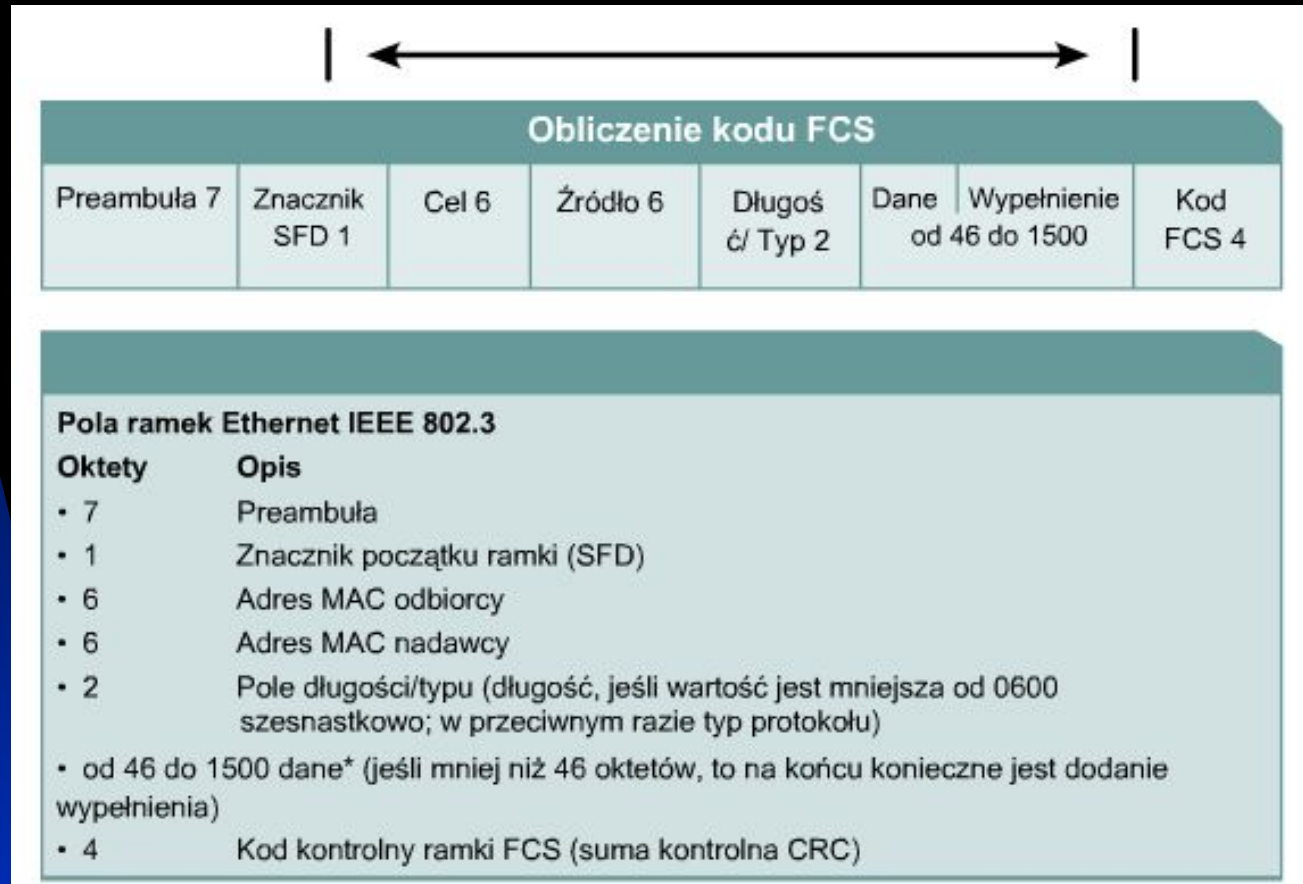 Obliczenie kodu FCS
Preambuła 7
Znacznik
SFD 1
Cel 6
Źródło 6
Długoś
ć/ Typ 2
Dane Wypełnienie
od 46 do 1500
Kod
FCS 4
Pola ramek Ethernet IEEE 802.3
Oktety Opis
• 7 Preambuła
• 1 Znacznik początku ramki (SFD)
• 6 Adres MAC odbiorcy
• 6 Adres MAC nadawcy
• 2 Pole długości/typu (długość, jeśli wartość jest mniejsza od 0600
szesnastkowo; w przeciwnym razie typ protokołu)
• od 46 do 1500 dane* (jeśli mniej niż 46 oktetów, to na końcu konieczne jest dodanie
wypełnienia)
• 4 Kod kontrolny ramki FCS (suma kontrolna CRC)